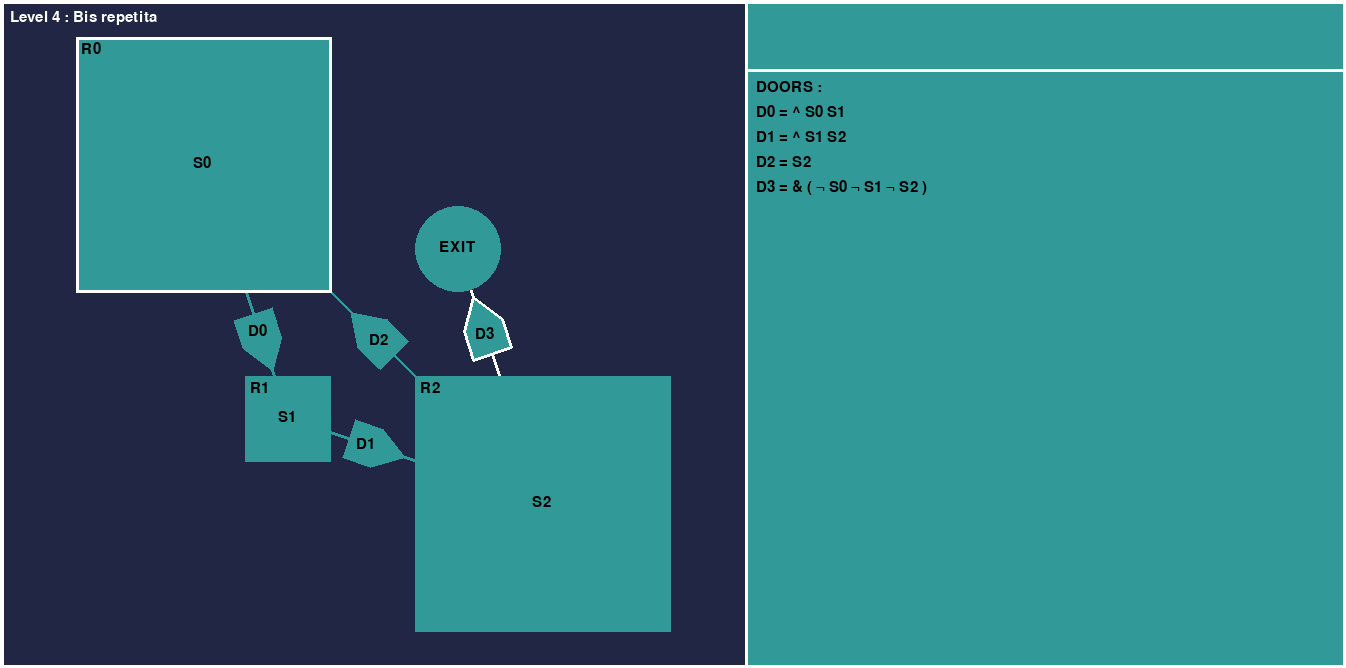 Level 4 : Bis repetita
R0
S0
EXIT
D0
D2
D3
R1
S1
R2
D1
S2
DOORS :
D0 = ^ S0 S1
D1 = ^ S1 S2
D2 = S2
D3 = & ( ¬ S0 ¬ S1 ¬ S2 )